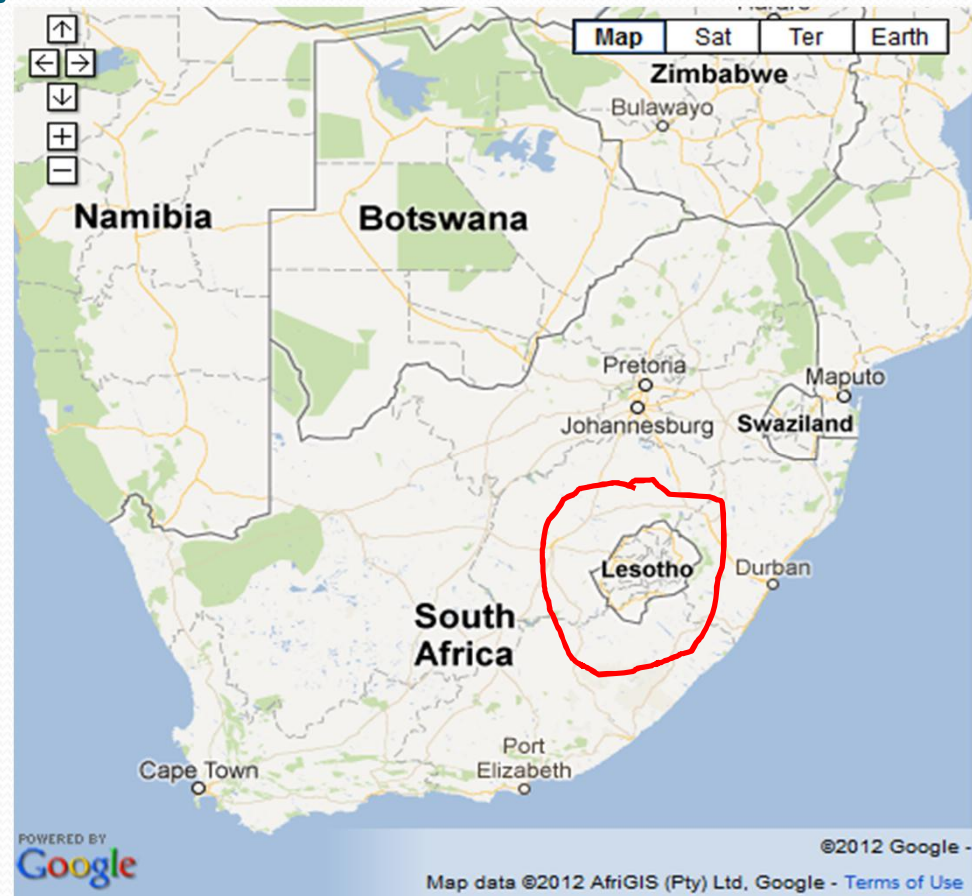 Map Sat Ter Earth
Zimbabwe
Bulawayo
Namibia
Botswana
Pretoria
Maputo
Johannesburg
Swaziland
Lesotho
Durban
South
Africa
Port
Elizabeth
Cape Town
POWERED BY
Google
©2012 Google -
Map data ©2012 AfriGIS (Pty) Ltd, Google - Terms of Use